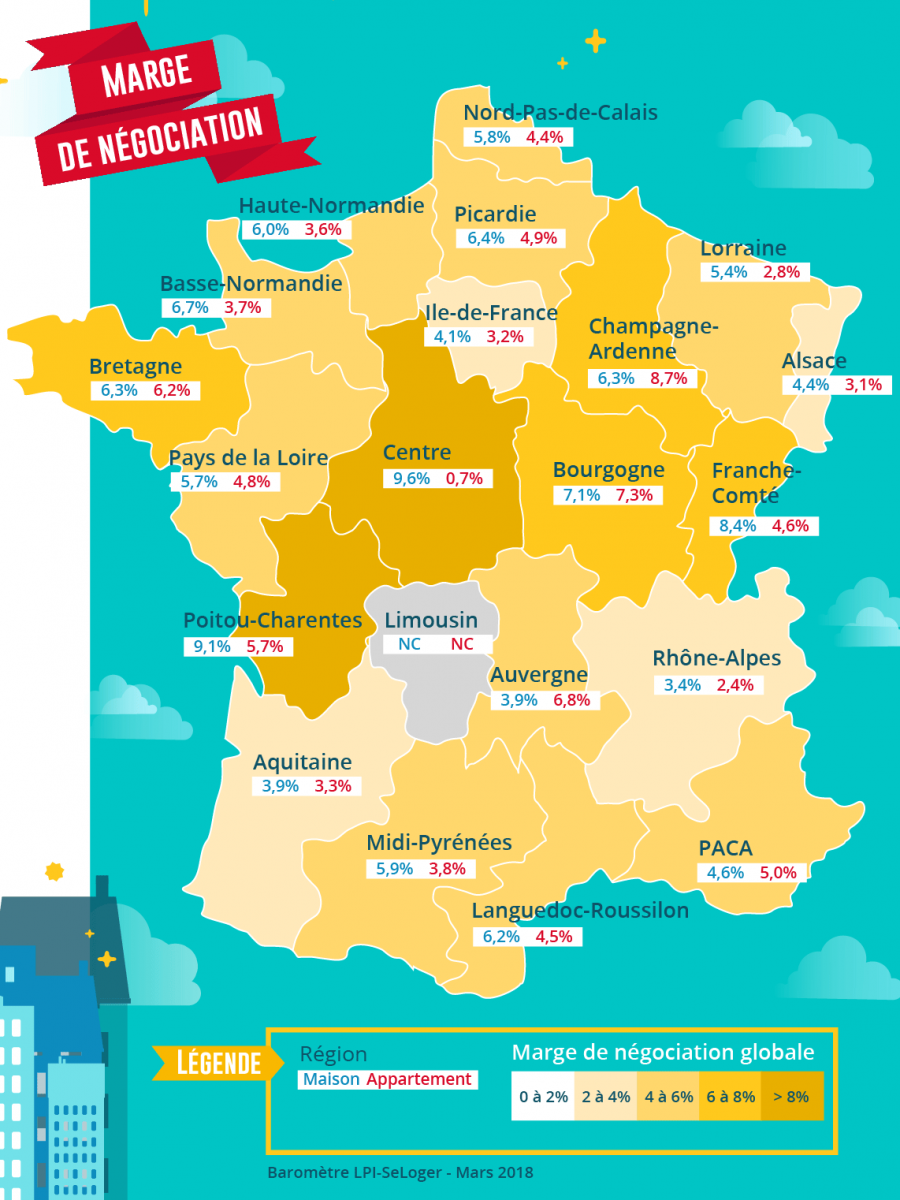 MARGE
DE NÉGOCIATION
Nord-Pas-de-Calais
5,8% 4,4%
Haute-Normandie
6,0% 3,6%
Picardie
6,4% 4,9%
Lorraine
5,4% 2,8%
Basse-Normandie
6,7% 3,7%
Ile-de-France
4,1% 3,2%
Champagne-
Ardenne
6,3% 8,7%
Alsace
4,4% 3,1%
Bretagne
6,3% 6,2%
Pays de la Loire
5,7% 4,8%
Centre
9,6% 0,7%
Bourgogne
7,1% 7,3%
Franche-
Comté
8,4% 4,6%
Poitou-Charentes
9,1% 5,7%
Limousin
NC NC
Auvergne
3,9% 6,8%
Rhône-Alpes
3,4% 2,4%
Aquitaine
3,9% 3,3%
Midi-Pyrénées
5,9% 3,8%
PACA
4,6% 5,0%
Languedoc-Roussilon
6,2% 4,5%
LÉGENDE
Région
Maison Appartement
Marge de négociation globale
0 à 2% 2 à 4% 4 à 6% 6 à 8% > 8%
Baromètre LPI-SeLoger - Mars 2018